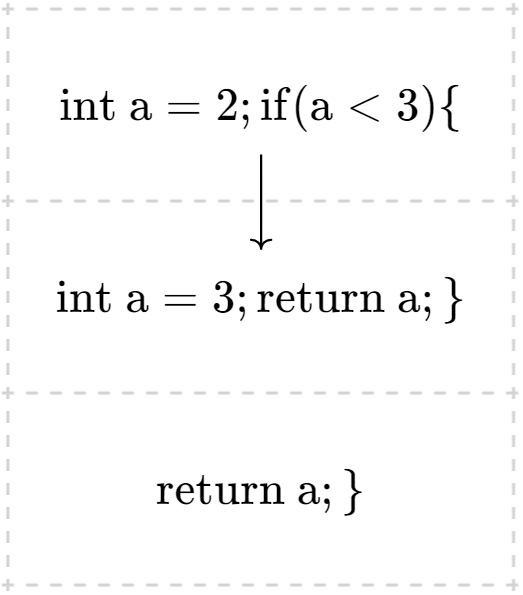 int a = 2; if(a < 3){
int a = 3; return a; }
return a; }